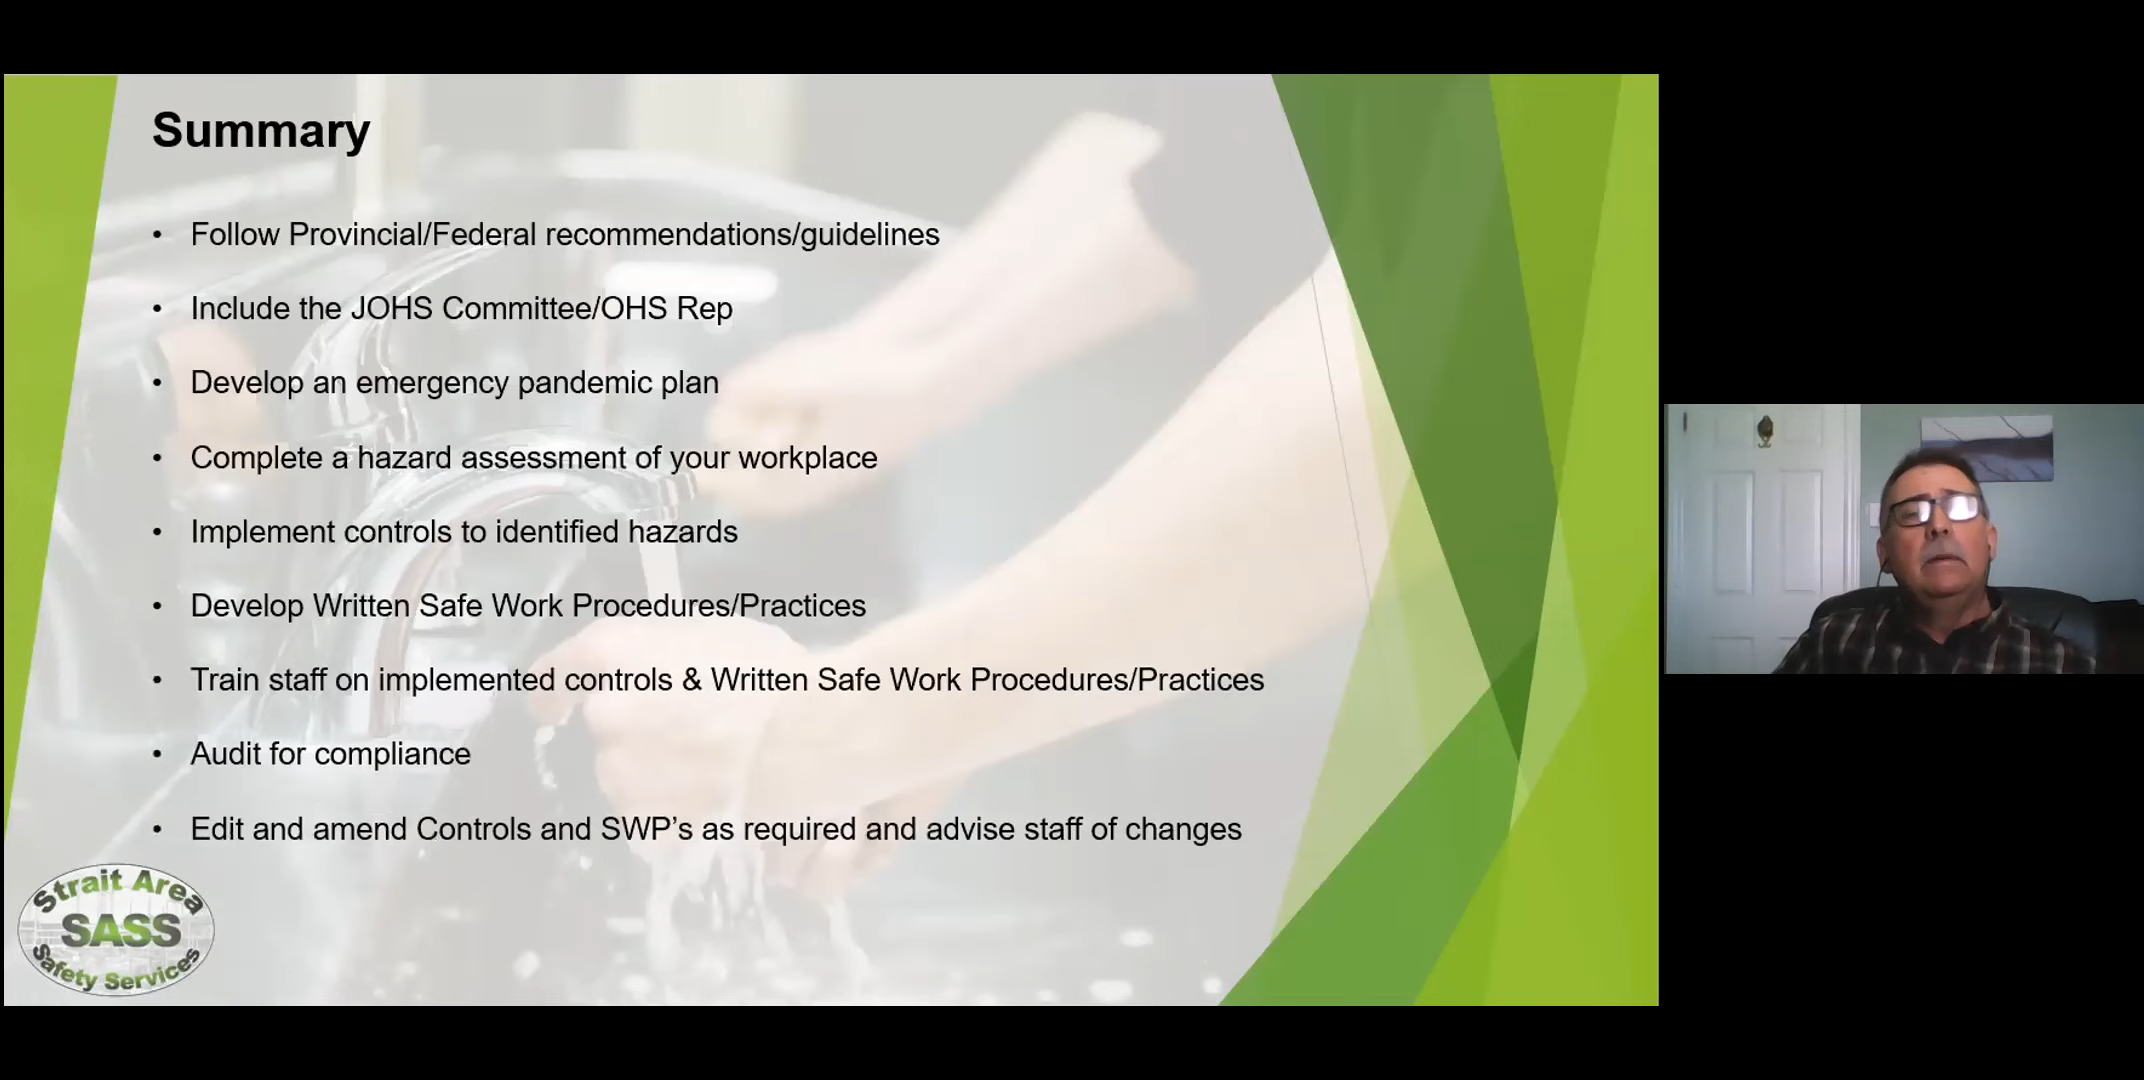 Summary
• Follow Provincial/Federal recommendations/guidelines
• Include the JOHS Committee/OHS Rep
• Develop an emergency pandemic plan
• Complete a hazard assessment of your workplace
• Implement controls to identified hazards
• Develop Written Safe Work Procedures/Practices
• Train staff on implemented controls & Written Safe Work Procedures/Practices
• Audit for compliance
• Edit and amend Controls and SWP’s as required and advise staff of changes
Strait Area
SASS
Safety Services